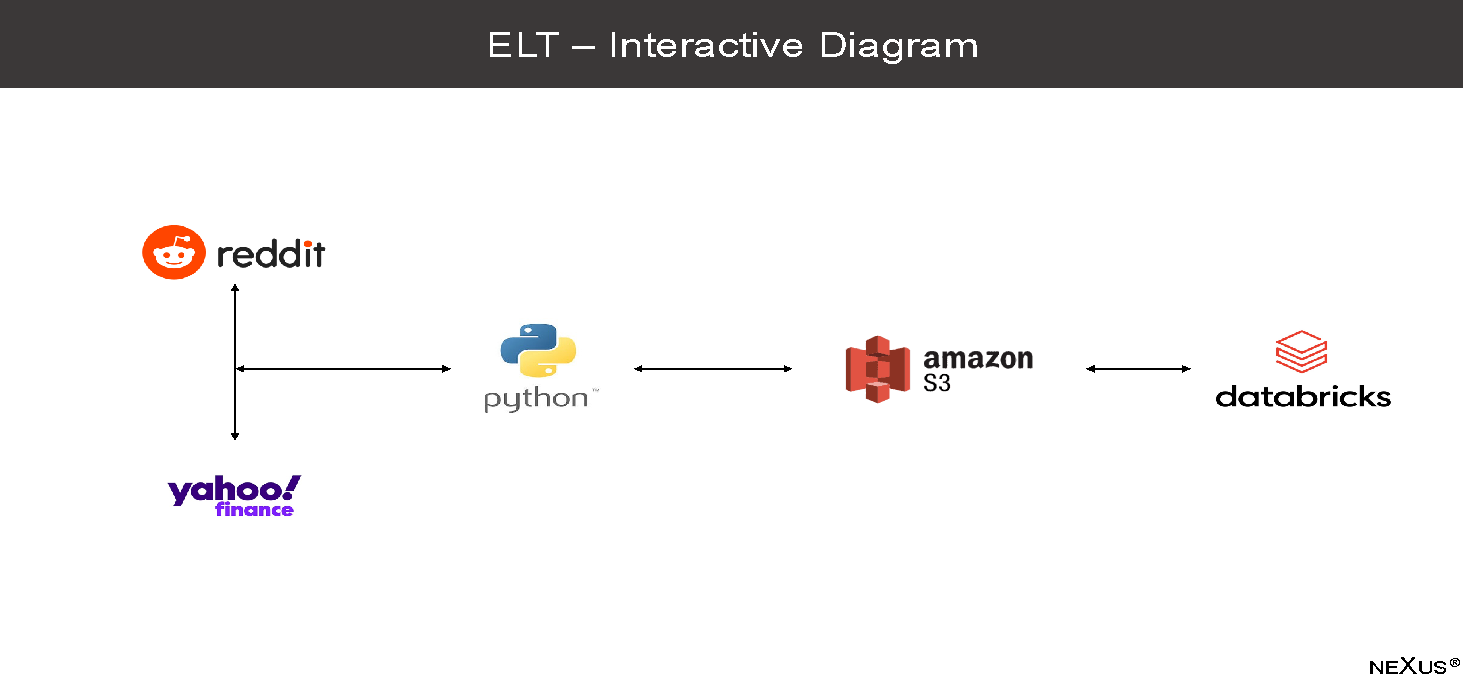 ELT – Interactive Diagram
reddit
python™
amazon
S3
databricks
yahoo!
finance
NEXUS®